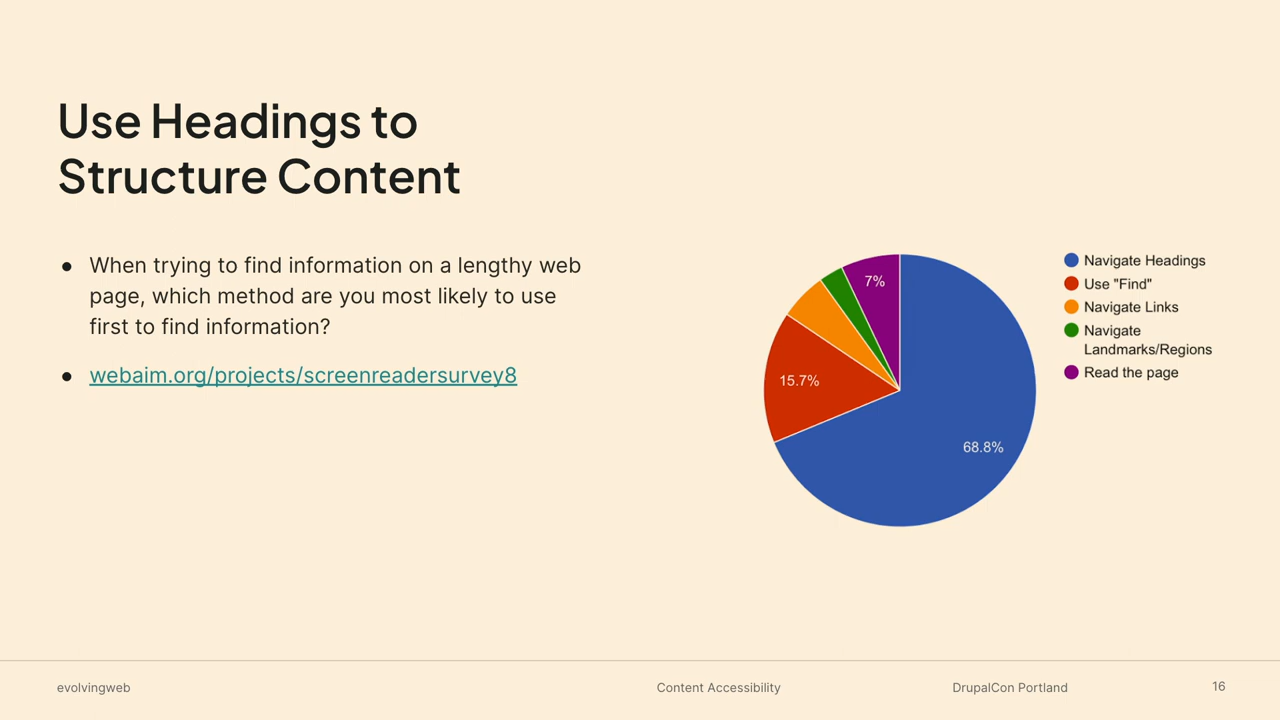 Use Headings to
Structure Content
● When trying to find information on a lengthy web
page, which method are you most likely to use
first to find information?
● webaim.org/projects/screenreadersurvey8
7%
15.7%
68.8%
Navigate Headings
Use "Find"
Navigate Links
Navigate
Landmarks/Regions
Read the page
evolvingweb
Content Accessibility
DrupalCon Portland
16